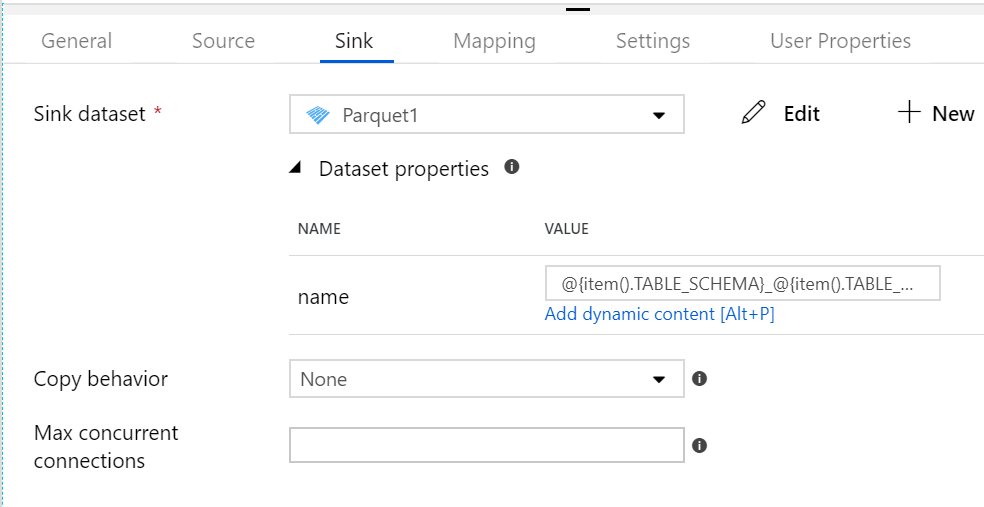 General Source Sink Mapping Settings User Properties
Sink dataset * Parquet1 Edit New
Dataset properties
NAME VALUE
name @{item().TABLE_SCHEMA}_@{item().TABLE_...
Add dynamic content [Alt+P]
Copy behavior None
Max concurrent
connections